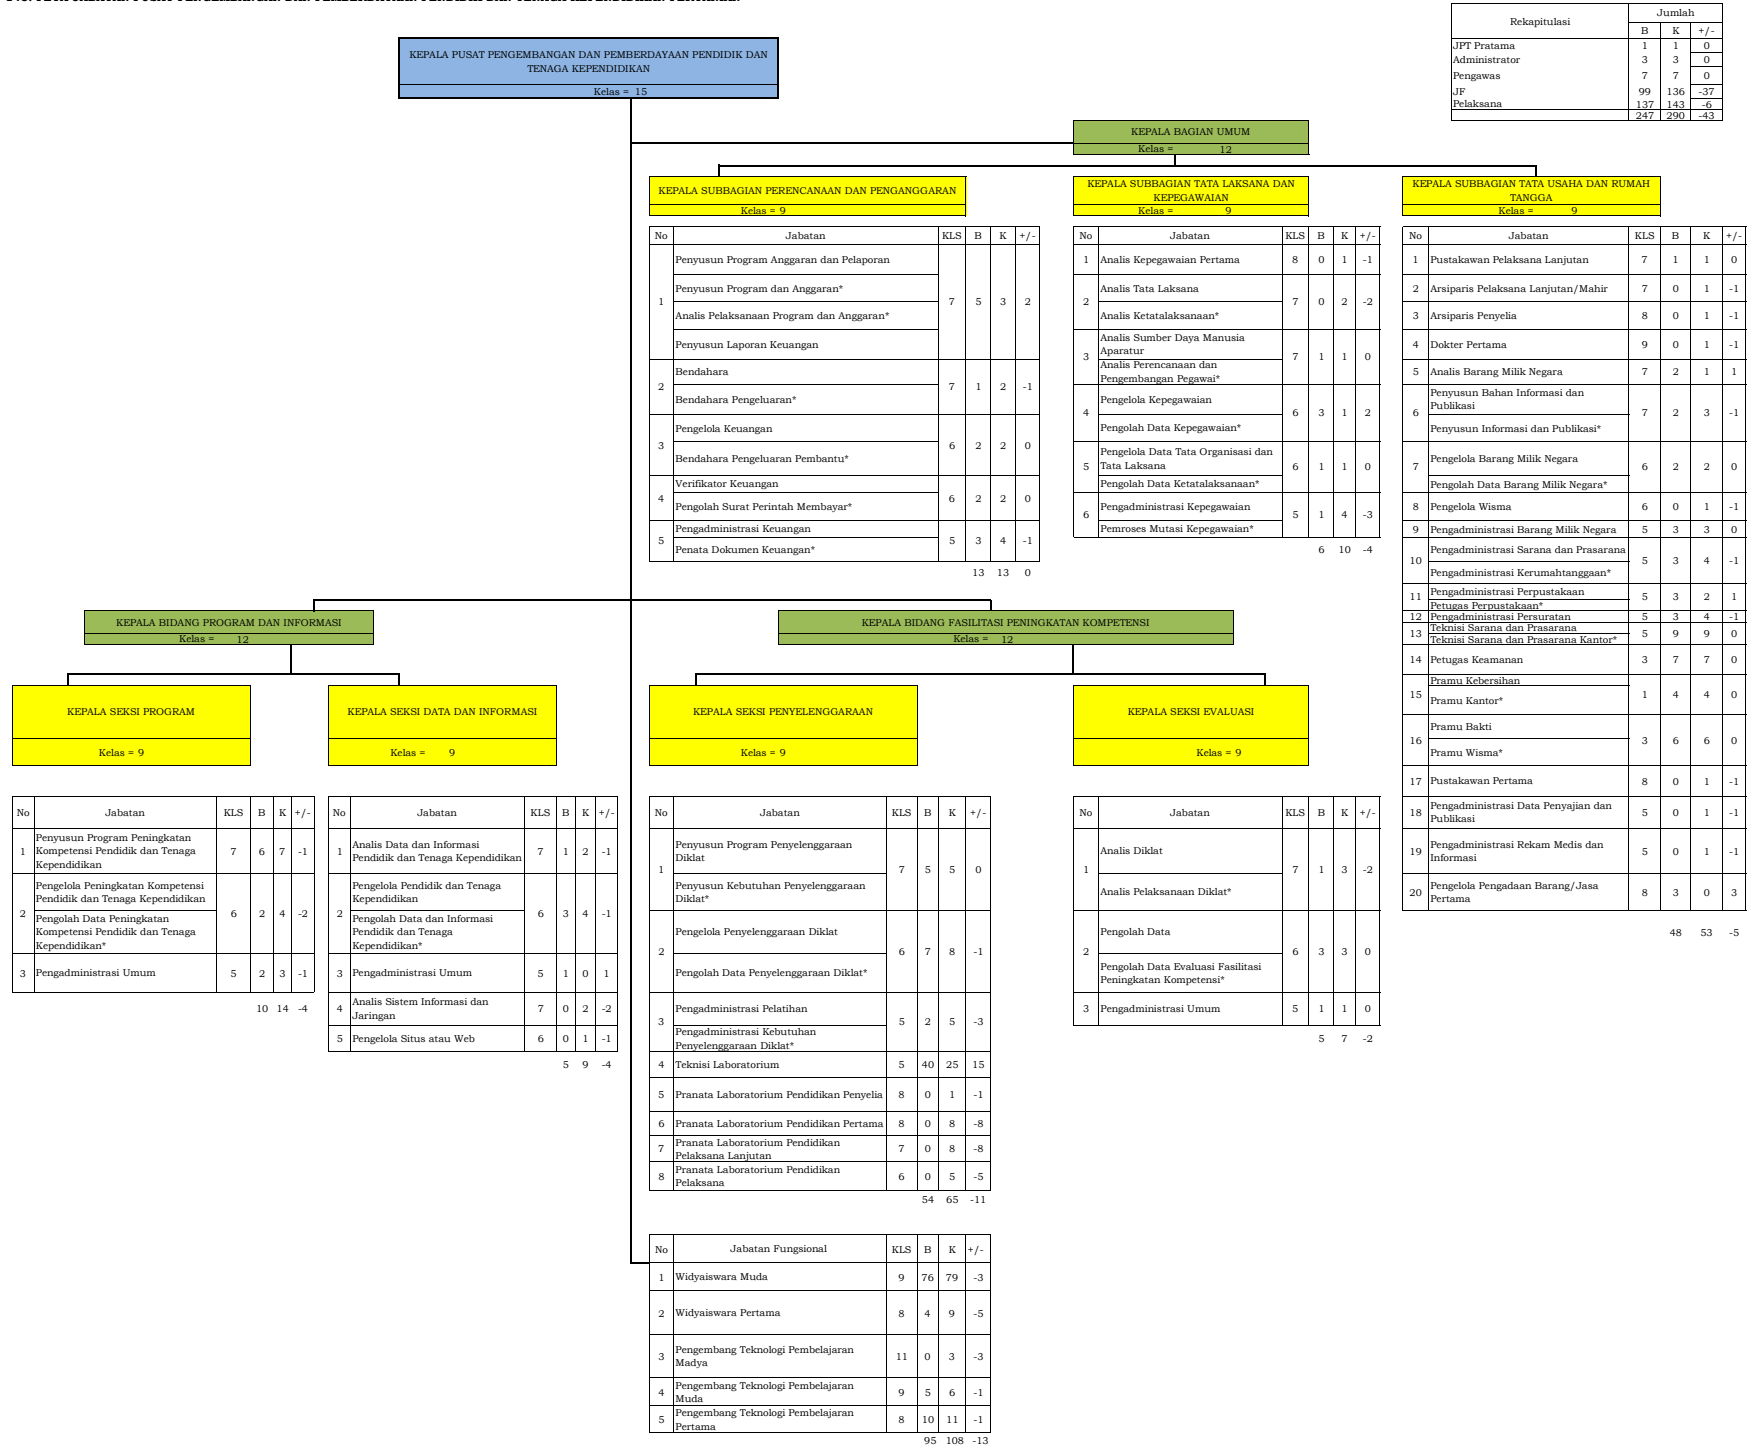 Rekapitulasi Jumlah
B K +/-
JPT Pratama 1 1 0
Administrator 3 3 0
Pengawas 7 7 0
JF 99 136 -37
Pelaksana 137 143 -6
247 290 -43
KEPALA PUSAT PENGEMBANGAN DAN PEMBERDAYAAN PENDIDIK DAN
TENAGA KEPENDIDIKAN
Kelas = 15
KEPALA BAGIAN UMUM
Kelas = 12
KEPALA SUBBAGIAN PERENCANAAN DAN PENGANGGARAN
Kelas = 9
No Jabatan KLS B K +/-
1 Penyusun Program Anggaran dan Pelaporan 7 5 3 2
Penyusun Program dan Anggaran*
Analis Pelaksanaan Program dan Anggaran*
Penyusun Laporan Keuangan
2 Bendahara 7 1 2 -1
Bendahara Pengeluaran*
3 Pengelola Keuangan 6 2 2 0
Bendahara Pengeluaran Pembantu*
4 Verifikator Keuangan 6 2 2 0
Pengolah Surat Perintah Membayar*
5 Pengadministrasi Keuangan 5 3 4 -1
Penata Dokumen Keuangan*
13 13 0
KEPALA SUBBAGIAN TATA LAKSANA DAN
KEPEGAWAIAN
Kelas = 9
No Jabatan KLS B K +/-
1 Analis Kepegawaian Pertama 8 0 1 -1
2 Analis Tata Laksana 7 0 2 -2
Analis Ketatalaksanaan*
3 Analis Sumber Daya Manusia
Aparatur 7 1 1 0
Analis Perencanaan dan
Pengembangan Pegawai*
4 Pengelola Kepegawaian 6 3 1 2
Pengolah Data Kepegawaian*
5 Pengelola Data Tata Organisasi dan
Tata Laksana 6 1 1 0
Pengolah Data Ketatalaksanaan*
6 Pengadministrasi Kepegawaian 5 1 4 -3
Pemroses Mutasi Kepegawaian*
6 10 -4
KEPALA SUBBAGIAN TATA USAHA DAN RUMAH
TANGGA
Kelas = 9
No Jabatan KLS B K +/-
1 Pustakawan Pelaksana Lanjutan 7 1 1 0
2 Arsiparis Pelaksana Lanjutan/Mahir 7 0 1 -1
3 Arsiparis Penyelia 8 0 1 -1
4 Dokter Pertama 9 0 1 -1
5 Analis Barang Milik Negara 7 2 1 1
6 Penyusun Bahan Informasi dan
Publikasi 7 2 3 -1
Penyusun Informasi dan Publikasi*
7 Pengelola Barang Milik Negara 6 2 2 0
Pengolah Data Barang Milik Negara*
8 Pengelola Wisma 6 0 1 -1
9 Pengadministrasi Barang Milik Negara 5 3 3 0
10 Pengadministrasi Sarana dan Prasarana 5 3 4 -1
Pengadministrasi Kerumahtanggaan*
11 Pengadministrasi Perpustakaan 5 3 2 1
Petugas Perpustakaan*
12 Pengadministrasi Persuratan 5 3 4 -1
13 Teknisi Sarana dan Prasarana 5 9 9 0
Teknisi Sarana dan Prasarana Kantor*
14 Petugas Keamanan 3 7 7 0
15 Pramu Kebersihan 1 4 4 0
Pramu Kantor*
16 Pramu Bakti 3 6 6 0
Pramu Wisma*
17 Pustakawan Pertama 8 0 1 -1
18 Pengadministrasi Data Penyajian dan
Publikasi 5 0 1 -1
19 Pengadministrasi Rekam Medis dan
Informasi 5 0 1 -1
20 Pengelola Pengadaan Barang/Jasa
Pertama 8 3 0 3
48 53 -5
KEPALA BIDANG PROGRAM DAN INFORMASI
Kelas = 12
KEPALA BIDANG FASILITASI PENINGKATAN KOMPETENSI
Kelas = 12
KEPALA SEKSI PROGRAM
Kelas = 9
No Jabatan KLS B K +/-
1 Penyusun Program Peningkatan
Kompetensi Pendidik dan Tenaga
Kependidikan 7 6 7 -1
2 Pengelola Peningkatan Kompetensi
Pendidik dan Tenaga Kependidikan 6 2 4 -2
Pengolah Data Peningkatan
Kompetensi Pendidik dan Tenaga
Kependidikan*
3 Pengadministrasi Umum 5 2 3 -1
10 14 -4
KEPALA SEKSI DATA DAN INFORMASI
Kelas = 9
No Jabatan KLS B K +/-
1 Analis Data dan Informasi
Pendidik dan Tenaga Kependidikan 7 1 2 -1
2 Pengelola Pendidik dan Tenaga
Kependidikan 6 3 4 -1
Pengolah Data dan Informasi
Pendidik dan Tenaga
Kependidikan*
3 Pengadministrasi Umum 5 1 0 1
4 Analis Sistem Informasi dan
Jaringan 7 0 2 -2
5 Pengelola Situs atau Web 6 0 1 -1
5 9 -4
KEPALA SEKSI PENYELENGGARAAN
Kelas = 9
No Jabatan KLS B K +/-
1 Penyusun Program Penyelenggaraan
Diklat 7 5 5 0
Penyusun Kebutuhan Penyelenggaraan
Diklat*
2 Pengelola Penyelenggaraan Diklat 6 7 8 -1
Pengolah Data Penyelenggaraan Diklat*
3 Pengadministrasi Pelatihan 5 2 5 -3
Pengadministrasi Kebutuhan
Penyelenggaraan Diklat*
4 Teknisi Laboratorium 5 40 25 15
5 Pranata Laboratorium Pendidikan Penyelia 8 0 1 -1
6 Pranata Laboratorium Pendidikan Pertama 8 0 8 -8
7 Pranata Laboratorium Pendidikan
Pelaksana Lanjutan 7 0 8 -8
8 Pranata Laboratorium Pendidikan
Pelaksana 6 0 5 -5
54 65 -11
KEPALA SEKSI EVALUASI
Kelas = 9
No Jabatan KLS B K +/-
1 Analis Diklat 7 1 3 -2
Analis Pelaksanaan Diklat*
2 Pengolah Data 6 3 3 0
Pengolah Data Evaluasi Fasilitasi
Peningkatan Kompetensi*
3 Pengadministrasi Umum 5 1 1 0
5 7 -2
No Jabatan Fungsional KLS B K +/-
1 Widyaiswara Muda 9 76 79 -3
2 Widyaiswara Pertama 8 4 9 -5
3 Pengembang Teknologi Pembelajaran
Madya 11 0 3 -3
4 Pengembang Teknologi Pembelajaran
Muda 9 5 6 -1
5 Pengembang Teknologi Pembelajaran
Pertama 8 10 11 -1
95 108 -13